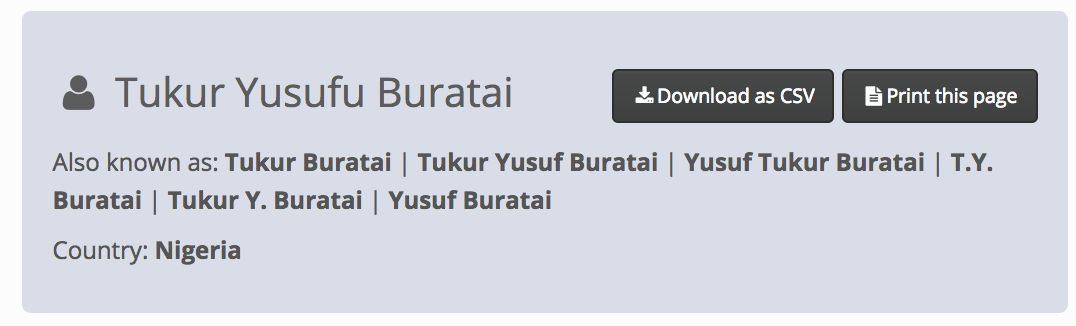 Tukur Yusufu Buratai
Download as CSV
Print this page
Also known as: Tukur Buratai | Tukur Yusuf Buratai | Yusuf Tukur Buratai | T.Y.
Buratai | Tukur Y. Buratai | Yusuf Buratai
Country: Nigeria